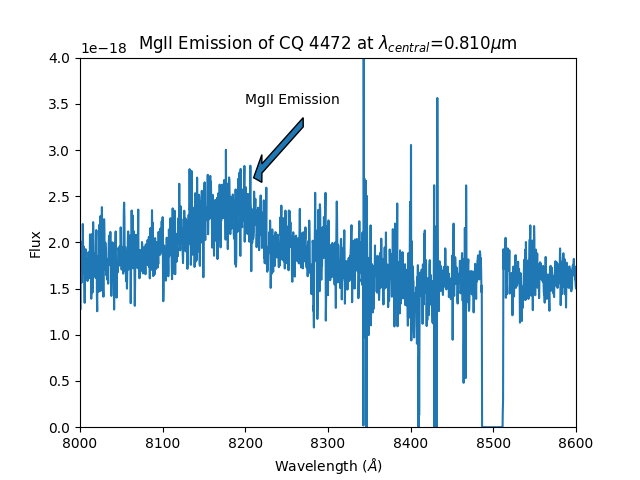 MgII Emission of CQ 4472 at λcentral=0.810μm
1e−18
4.0
3.5
3.0
2.5
2.0
1.5
1.0
0.5
0.0
Flux
MgII Emission
8000 8100 8200 8300 8400 8500 8600
Wavelength (Å)